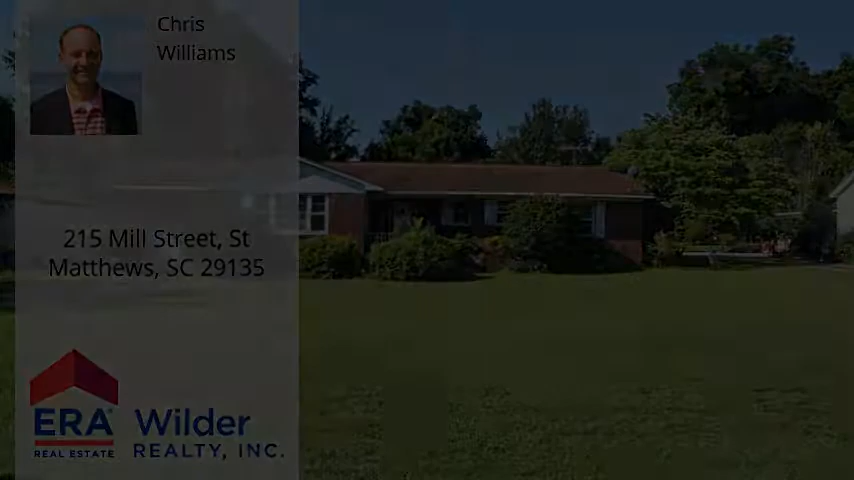 Chris
Williams
215 Mill Street, St
Matthews, SC 29135
ERA
REAL ESTATE
Wilder
REALTY, INC.